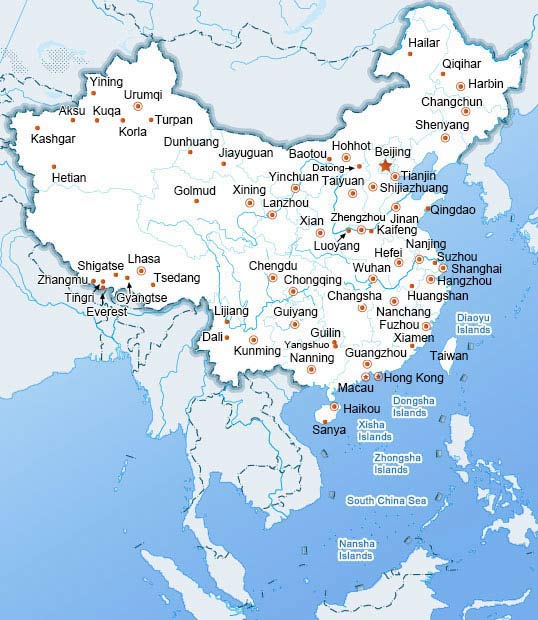 Hailar
Qiqihar
Harbin
Changchun
Shenyang
Yining
Urumqi
Aksu
Kuqa
Korla
Turpan
Kashgar
Hetian
Dunhuang
Jiayuguan
Baotou
Hohhot
Beijing
Datong
Tianjin
Taiyuan
Shijiazhuang
Yinchuan
Golmud
Xining
Lanzhou
Jinan
Qingdao
Zhengzhou
Xian
Kaifeng
Luoyang
Nanjing
Hefei
Suzhou
Shanghai
Hangzhou
Lhasa
Shigatse
Zhangmu
Tsedang
Tingri
Gyangtse
Everest
Chengdu
Chongqing
Wuhan
Huangshan
Changsha
Nanchang
Lijiang
Guiyang
Fuzhou
Diaoyu
Islands
Dali
Kunming
Guilin
Yangshuo
Xiamen
Taiwan
Nanning
Guangzhou
Macau
Hong Kong
Haikou
Sanya
Dongsha
Islands
Xisha
Islands
Zhongsha
Islands
South China Sea
Nansha
Islands